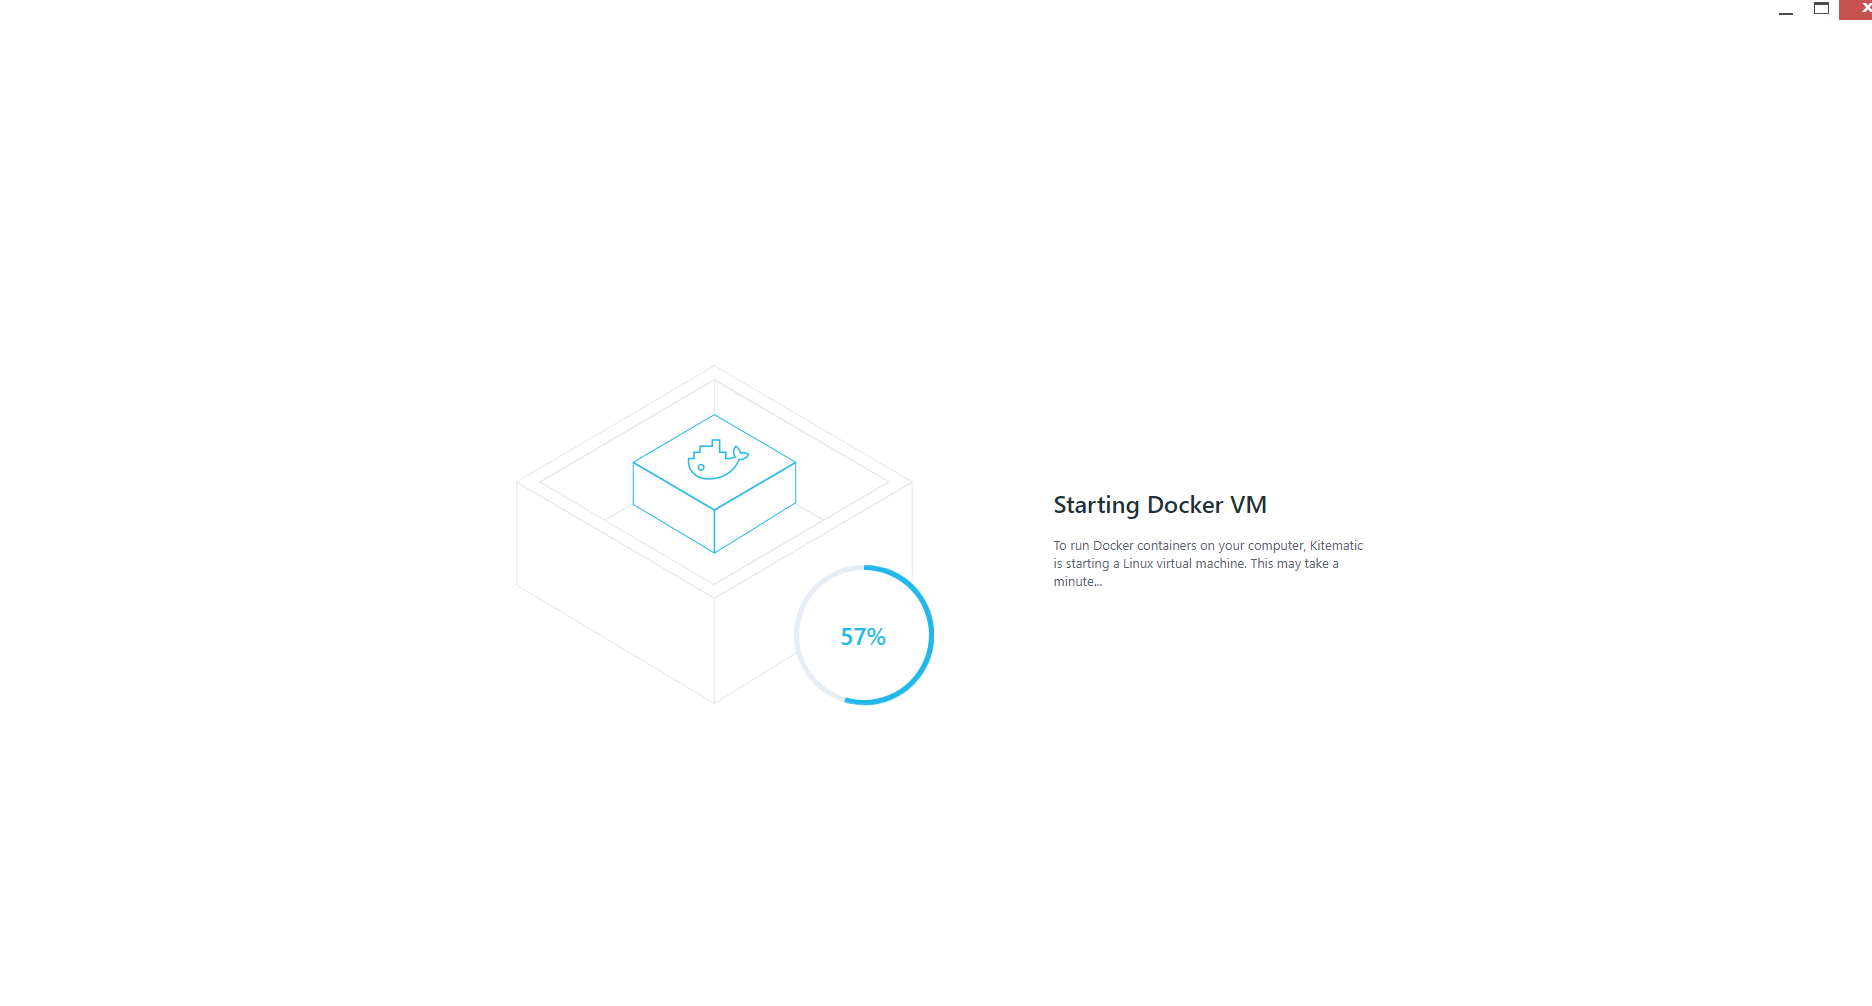 Starting Docker VM
To run Docker containers on your computer, Kitematic
is starting a Linux virtual machine. This may take a
minute...
57%